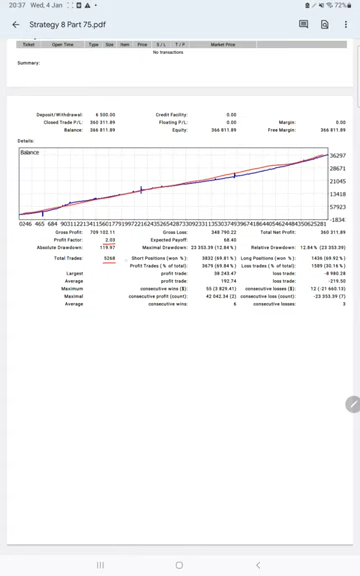 20:37 Wed, 4 Jan 72%
Strategy 8 Part 75.pdf
Ticket Open Time Type Size Item Price S / L T / P Market Price
No transactions
Summary:
Deposit/Withdrawal: 6 500.00 Credit Facility: 0.00
Closed Trade P/L: 360 311.89 Floating P/L: 0.00 Margin: 0.00
Balance: 366 811.89 Equity: 366 811.89 Free Margin: 366 811.89
Details:
Balance
36297
28671
21045
13418
57923
-1834
Gross Profit: 709 102.11 Gross Loss: 348 790.22 Total Net Profit: 360 311.89
Profit Factor: 2.03 Expected Payoff: 68.40
Absolute Drawdown: 119.97 Maximal Drawdown: 23 353.39 (12.84 %) Relative Drawdown: 12.84 % (23 353.39)
Total Trades: 5268 Short Positions (won %): 3832 (69.81 %) Long Positions (won %): 1436 (69.92 %)
Profit Trades (% of total): 3679 (69.84 %) Loss trades (% of total): 1589 (30.16 %)
Largest profit trade: 38 243.47 loss trade: -8 980.28
Average profit trade: 192.74 loss trade: -219.50
Maximum consecutive wins ($): 55 (3 829.41) consecutive losses ($): 12 (-21 660.13)
Maximal consecutive profit (count): 42 042.34 (2) consecutive loss (count): -23 353.39 (7)
Average consecutive wins: 6 consecutive losses: 3